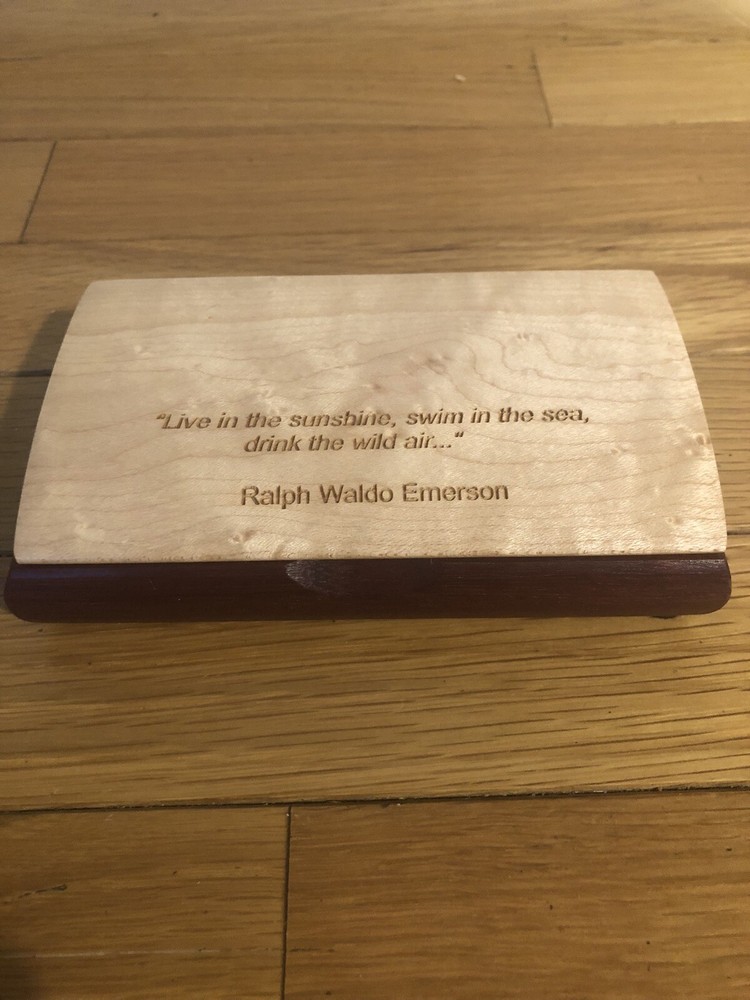 “Live in the sunshine, swim in the sea,
drink the wild air..."
Ralph Waldo Emerson